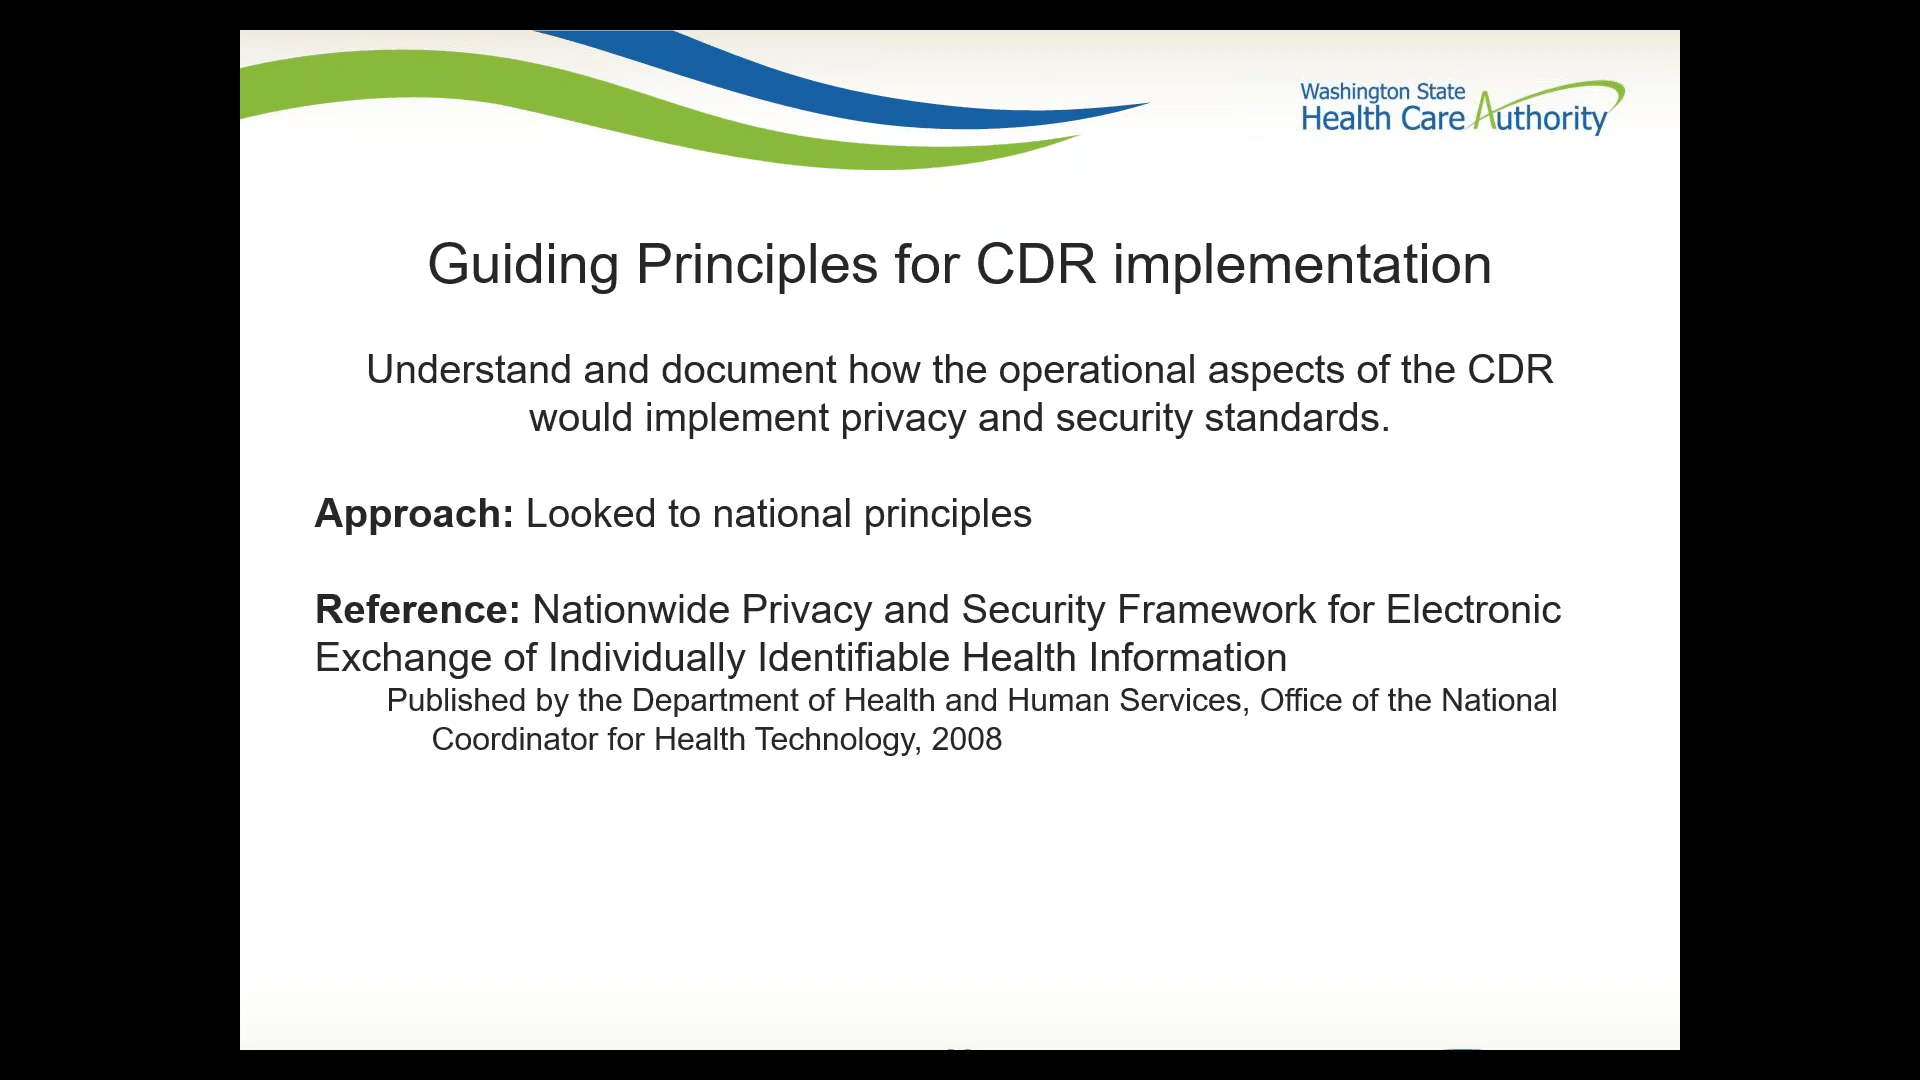 Washington State
Health Care Authority
Guiding Principles for CDR implementation
Understand and document how the operational aspects of the CDR
would implement privacy and security standards.
Approach: Looked to national principles
Reference: Nationwide Privacy and Security Framework for Electronic
Exchange of Individually Identifiable Health Information
Published by the Department of Health and Human Services, Office of the National
Coordinator for Health Technology, 2008